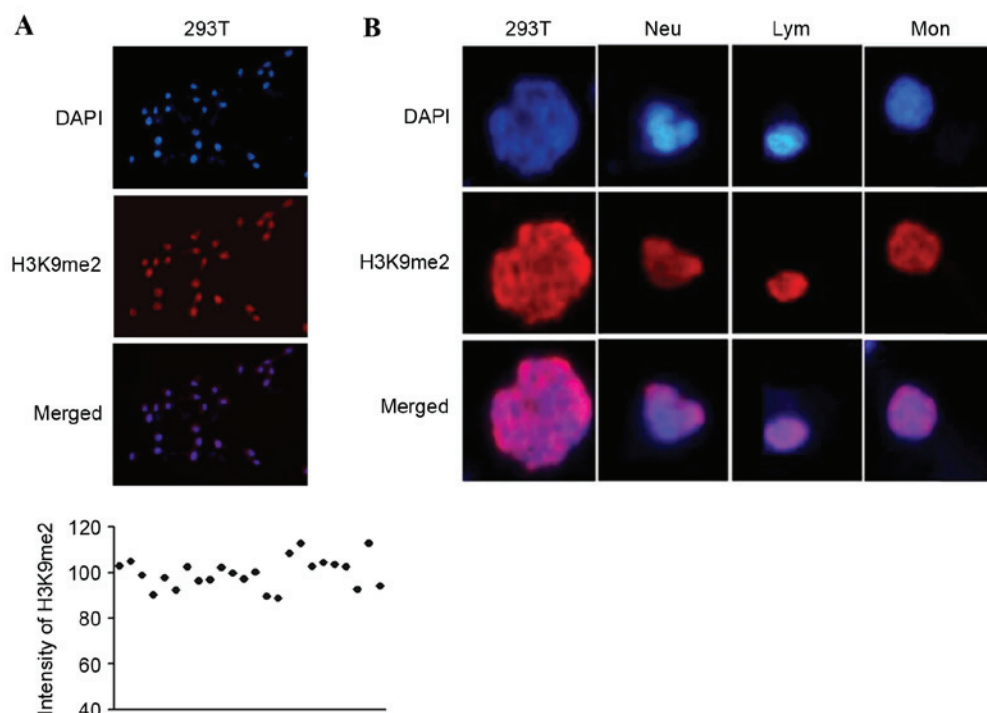 A
293T
DAPI
H3K9me2
Merged
Intensity of H3K9me2
120
100
80
60
40
B
293T Neu Lym Mon
DAPI
H3K9me2
Merged